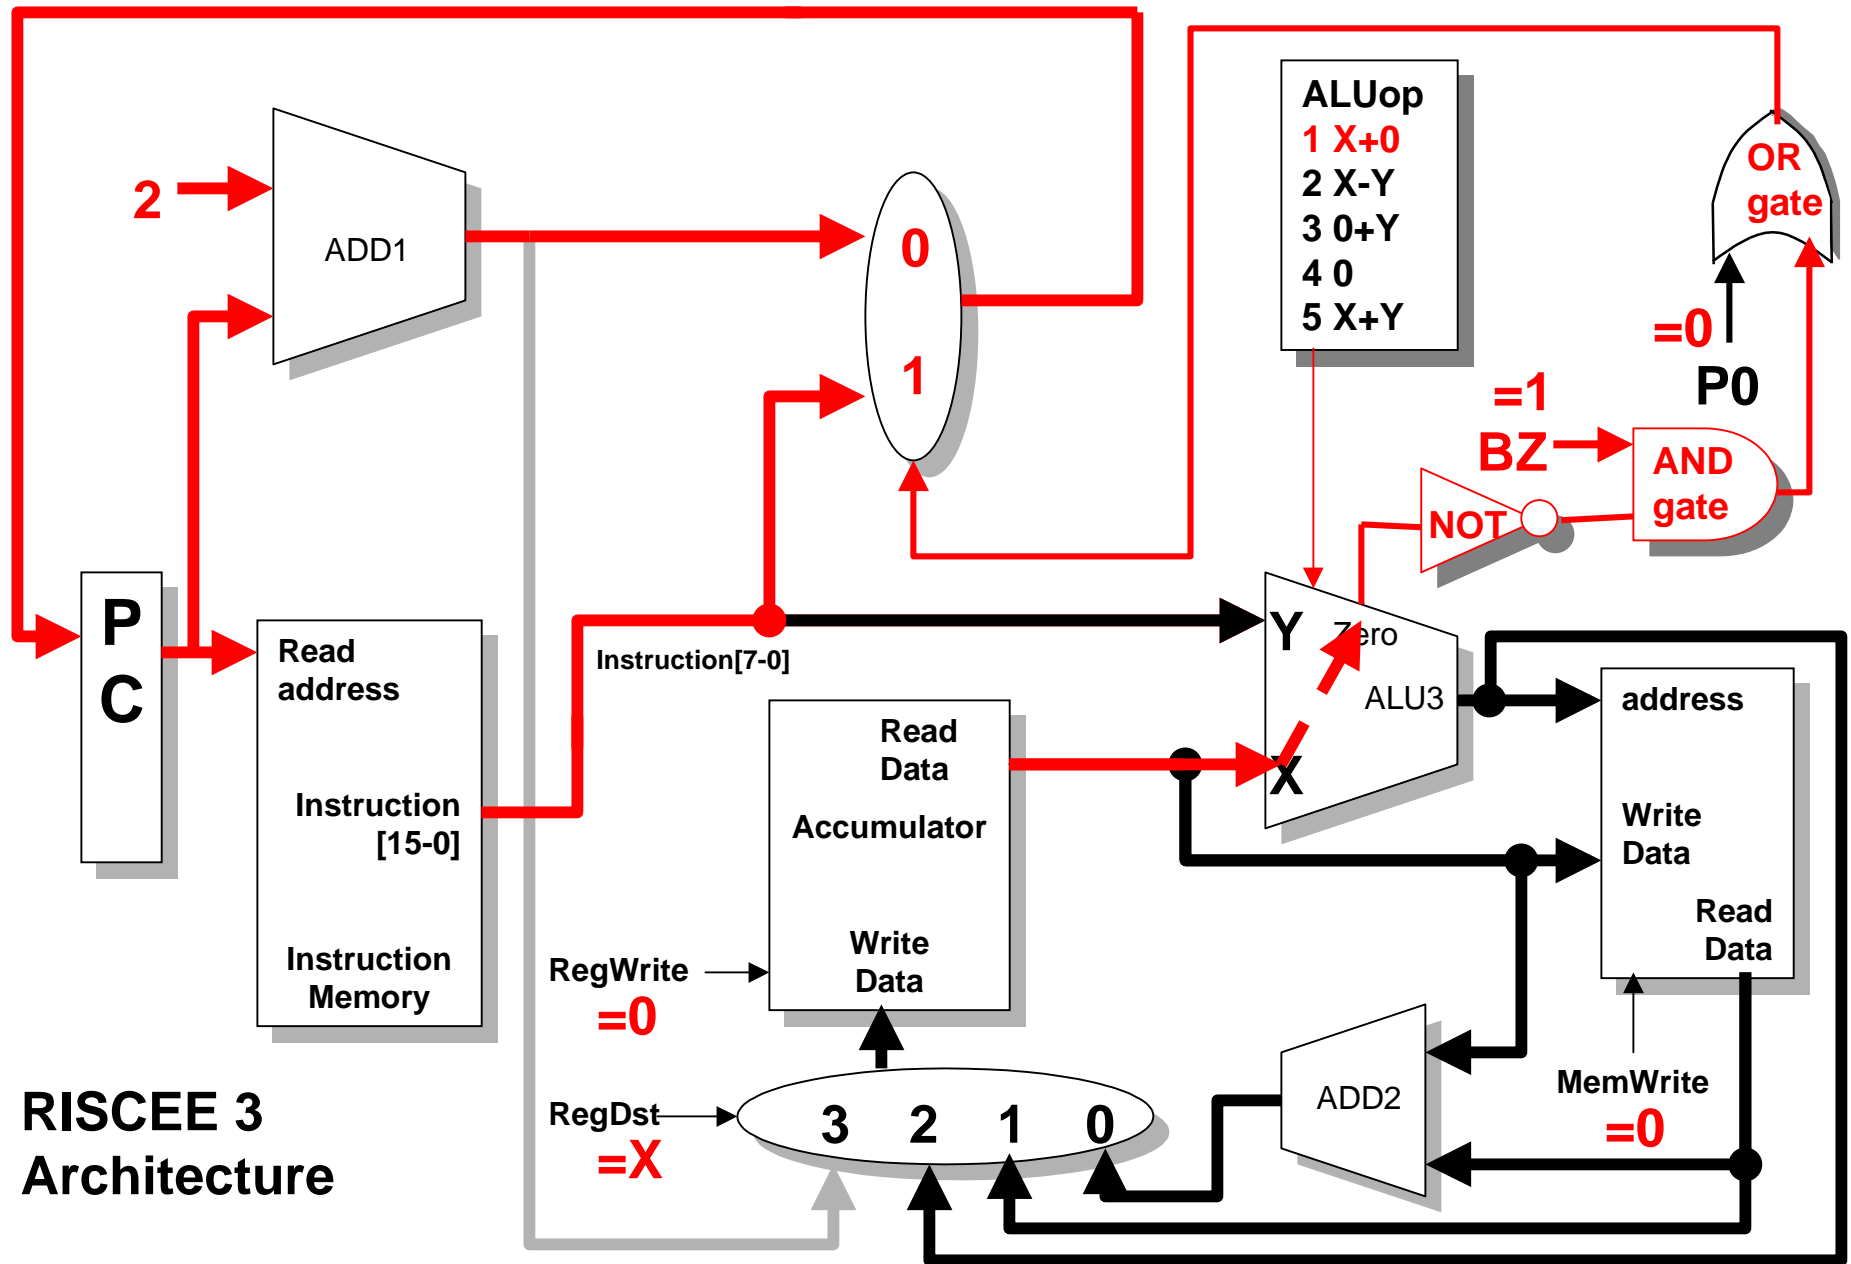 ALUop
1 X+0
2 X-Y
3 0+Y
4 0
5 X+Y
OR
gate
2
ADD1
0
1
=0
P0
=1
BZ
AND
gate
NOT
P
C
Read
address
Instruction
[15-0]
Instruction
Memory
Instruction[7-0]
Y
Zero
ALU3
X
Read
Data
Accumulator
Write
Data
address
Write
Data
Read
Data
RegWrite
=0
RegDst
=X
3 2 1 0
ADD2
MemWrite
=0
RISCEE 3
Architecture